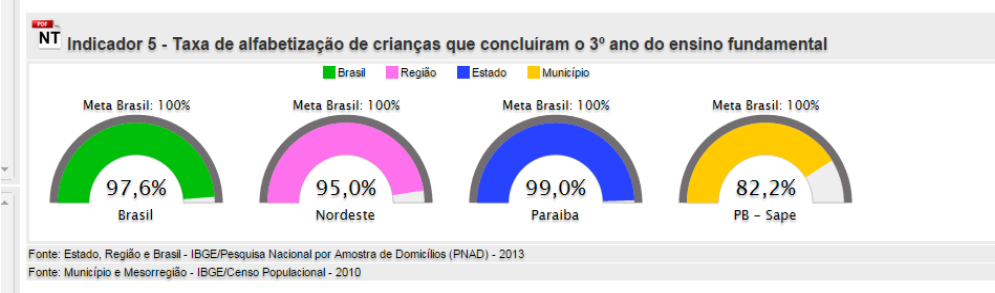 PDF
NT
Indicador 5 - Taxa de alfabetização de crianças que concluíram o 3º ano do ensino fundamental
Brasil Região Estado Município
Meta Brasil: 100% Meta Brasil: 100% Meta Brasil: 100% Meta Brasil: 100%
97,6% 95,0% 99,0% 82,2%
Brasil Nordeste Paraiba PB - Sape
Fonte: Estado, Região e Brasil - IBGE/Pesquisa Nacional por Amostra de Domicílios (PNAD) - 2013
Fonte: Município e Mesorregião - IBGE/Censo Populacional - 2010